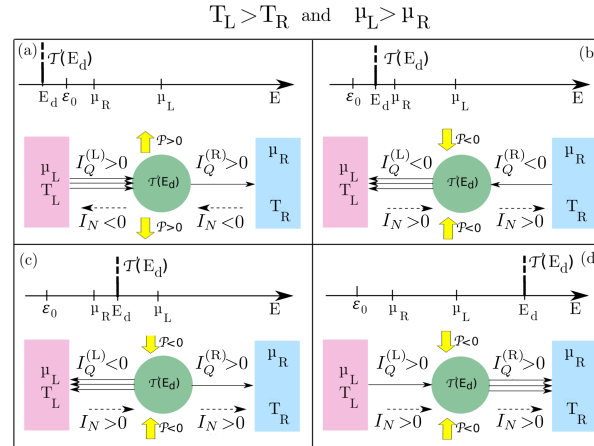 T_L > T_R and μ_L > μ_R
(a) 𝒯(E_d)
E_d ε_0 μ_R μ_L E
μ_L T_L I_Q^(L)>0 𝒫>0 𝒯(E_d) I_Q^(R)>0 μ_R T_R
I_N<0 𝒫>0 I_N<0
(b) 𝒯(E_d)
ε_0 E_d μ_R μ_L E
μ_L T_L I_Q^(L)<0 𝒫<0 𝒯(E_d) I_Q^(R)<0 μ_R T_R
I_N>0 𝒫<0 I_N>0
(c) 𝒯(E_d)
ε_0 μ_R E_d μ_L E
μ_L T_L I_Q^(L)<0 𝒫<0 𝒯(E_d) I_Q^(R)>0 μ_R T_R
I_N>0 𝒫<0 I_N>0
𝒯(E_d) (d)
ε_0 μ_R μ_L E_d E
μ_L T_L I_Q^(L)>0 𝒫<0 𝒯(E_d) I_Q^(R)>0 μ_R T_R
I_N>0 𝒫<0 I_N>0